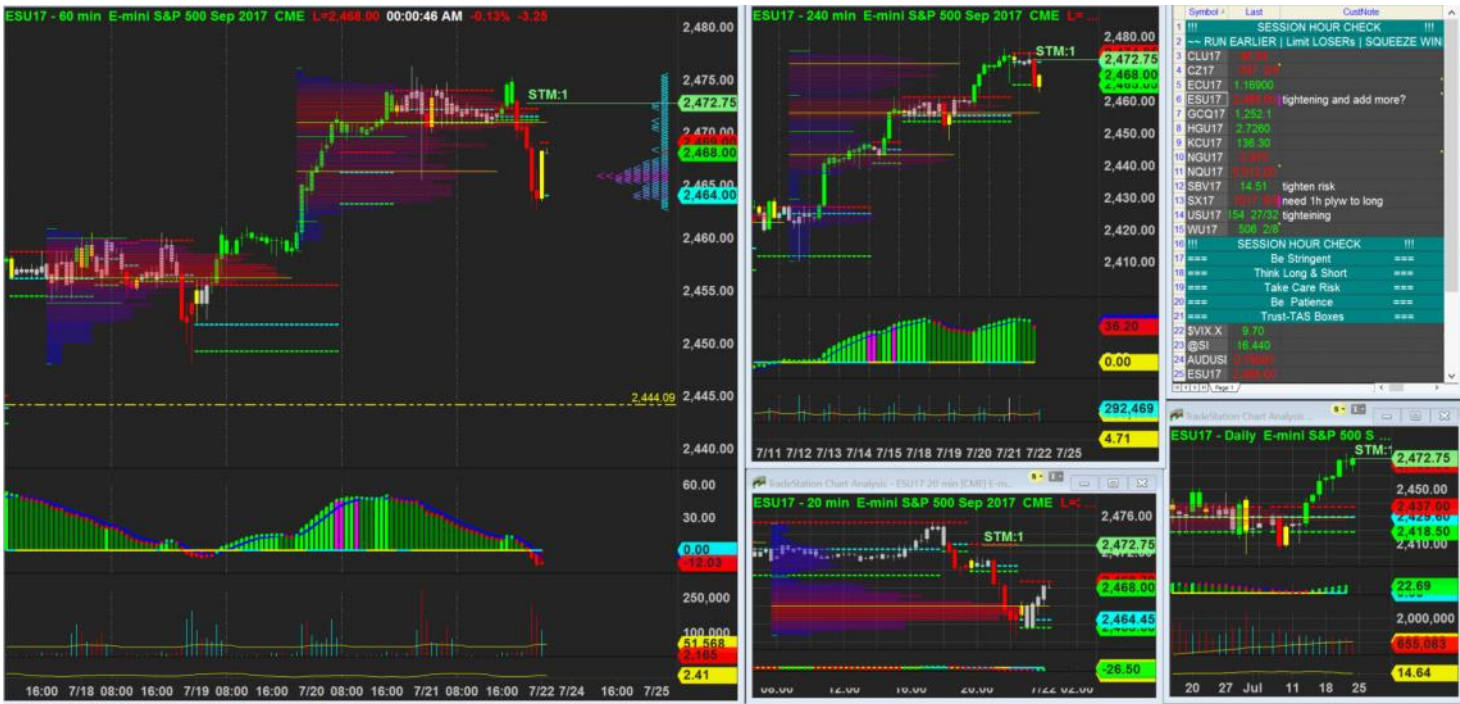 ESU17 - 60 min E-mini S&P 500 Sep 2017 CME L=2,468.00 00:00:46 AM -0.13% -3.25
2,480.00
2,475.00
STM:1
2,472.75
2,470.00
2,468.00
2,465.00
2,464.00
2,460.00
2,455.00
2,450.00
2,444.09
2,445.00
2,440.00
60.00
30.00
0.00
-12.03
250,000
100,000
51,568
2,165
2.41
16:00 7/18 08:00 16:00 7/19 08:00 16:00 7/20 08:00 16:00 7/21 08:00 16:00 7/22 7/24 16:00 7/25
ESU17 - 240 min E-mini S&P 500 Sep 2017 CME L= ...
2,480.00
STM:1
2,472.75
2,468.00
2,460.00
2,450.00
2,440.00
2,430.00
2,420.00
2,410.00
36.20
0.00
292,469
4.71
7/11 7/12 7/13 7/14 7/15 7/18 7/19 7/20 7/21 7/22 7/25
TradeStation Chart Analysis - ESU17 20 min [CME] E-m...
ESU17 - 20 min E-mini S&P 500 Sep 2017 CME L=: ...
2,476.00
STM:1
2,472.75
2,468.00
2,464.45
-26.50
08:00 12:00 16:00 20:00 7/22 02:00
Symbol Last CustNote
1 !!! SESSION HOUR CHECK !!!
2 ~~ RUN EARLIER | Limit LOSERs | SQUEEZE WIN
3 CLU17
4 CZ17
5 ECU17 1.16900
6 ESU17 tightening and add more?
7 GCQ17 1,252.1
8 HGU17 2.7260
9 KCU17 136.30
10 NGU17
11 NQU17
12 SBV17 14.51 tighten risk
13 SX17 need 1h plyw to long
14 USU17 154 27/32 tighteining
15 WU17 506 2/8
16 !!! SESSION HOUR CHECK !!!
17 === Be Stringent ===
18 === Think Long & Short ===
19 === Take Care Risk ===
20 === Be Patience ===
21 === Trust-TAS Boxes ===
22 $VIX.X 9.70
23 @SI 16.440
24 AUDUSI
25 ESU17
Page 1
TradeStation Chart Analysis ...
ESU17 - Daily E-mini S&P 500 S ...
STM:1
2,472.75
2,450.00
2,437.00
2,418.50
2,410.00
22.69
2,000,000
655,083
14.64
20 27 Jul 11 18 25